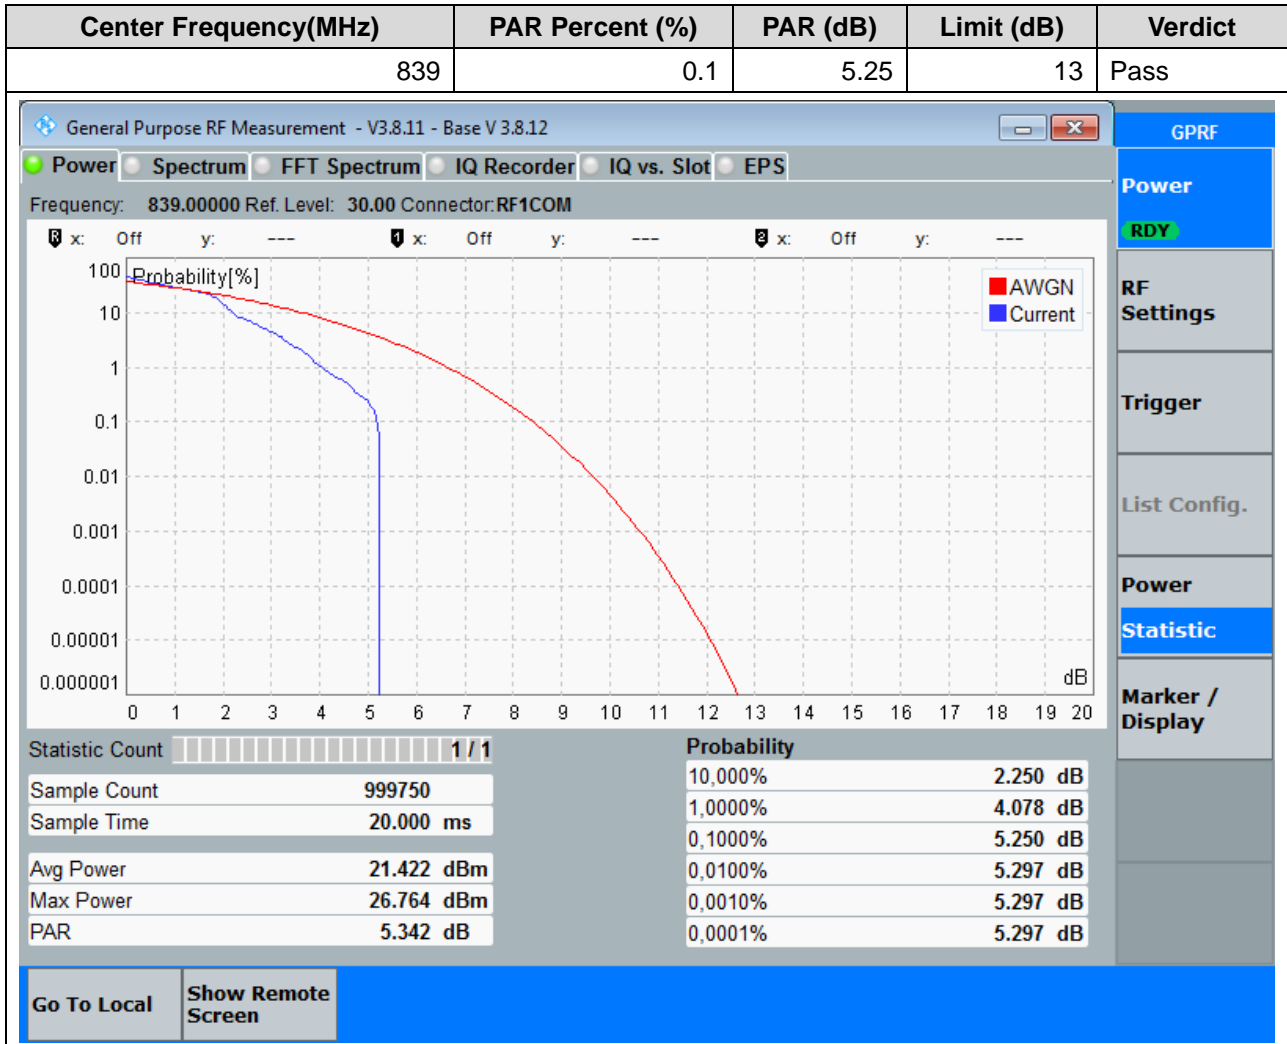 Center Frequency(MHz) PAR Percent (%) PAR (dB) Limit (dB) Verdict
839 0.1 5.25 13 Pass
General Purpose RF Measurement - V3.8.11 - Base V 3.8.12
GPRF
Power Spectrum FFT Spectrum IQ Recorder IQ vs. Slot EPS
Frequency: 839.00000 Ref. Level: 30.00 Connector:RF1COM
R x: Off y: --- 1 x: Off y: --- 2 x: Off y: ---
Probability[%]
AWGN
Current
100
10
1
0.1
0.01
0.001
0.0001
0.00001
0.000001
dB
0 1 2 3 4 5 6 7 8 9 10 11 12 13 14 15 16 17 18 19 20
Statistic Count 1 / 1
Sample Count 999750
Sample Time 20.000 ms
Avg Power 21.422 dBm
Max Power 26.764 dBm
PAR 5.342 dB
Probability
10,000% 2.250 dB
1,0000% 4.078 dB
0,1000% 5.250 dB
0,0100% 5.297 dB
0,0010% 5.297 dB
0,0001% 5.297 dB
Power
RDY
RF
Settings
Trigger
List Config.
Power
Statistic
Marker /
Display
Go To Local
Show Remote
Screen